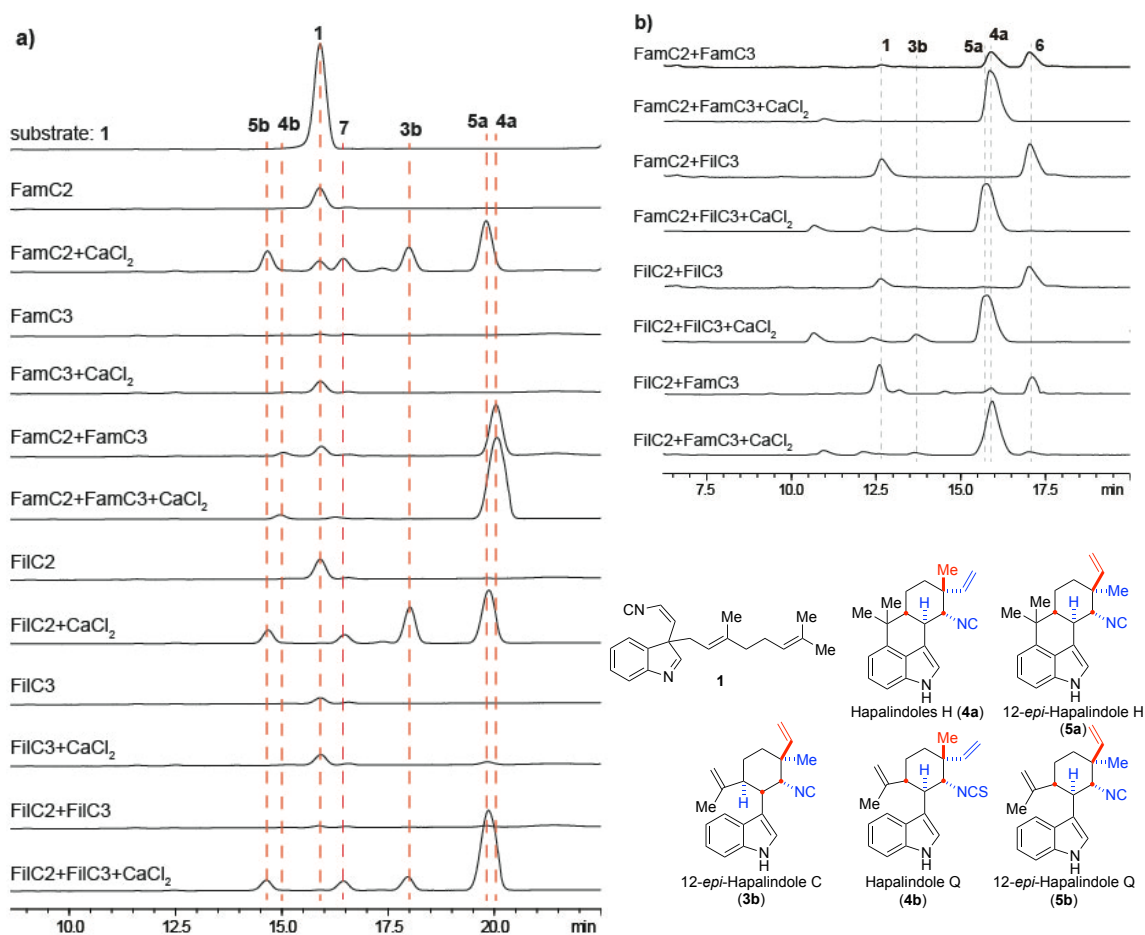 a)
1
5b 4b 7 3b 5a 4a
substrate: 1
FamC2
FamC2+CaCl₂
FamC3
FamC3+CaCl₂
FamC2+FamC3
FamC2+FamC3+CaCl₂
FilC2
FilC2+CaCl₂
FilC3
FilC3+CaCl₂
FilC2+FilC3
FilC2+FilC3+CaCl₂
10.0 15.0 20.0 min
b)
1 3b 5a 4a 6
FamC2+FamC3
FamC2+FamC3+CaCl₂
FamC2+FilC3
FamC2+FilC3+CaCl₂
FilC2+FilC3
FilC2+FilC3+CaCl₂
FilC2+FamC3
FilC2+FamC3+CaCl₂
7.5 10.0 12.5 15.0 17.5 min
CN
Me
Me
Me
N
1
Me
Me
Me
H
NC
N
H
Hapalindoles H (4a)
Me
Me
Me
H
NC
N
H
12-epi-Hapalindole H
(5a)
Me
Me
H
NC
N
H
12-epi-Hapalindole C
(3b)
Me
H
Me
NCS
N
H
Hapalindole Q
(4b)
Me
H
Me
NC
N
H
12-epi-Hapalindole Q
(5b)